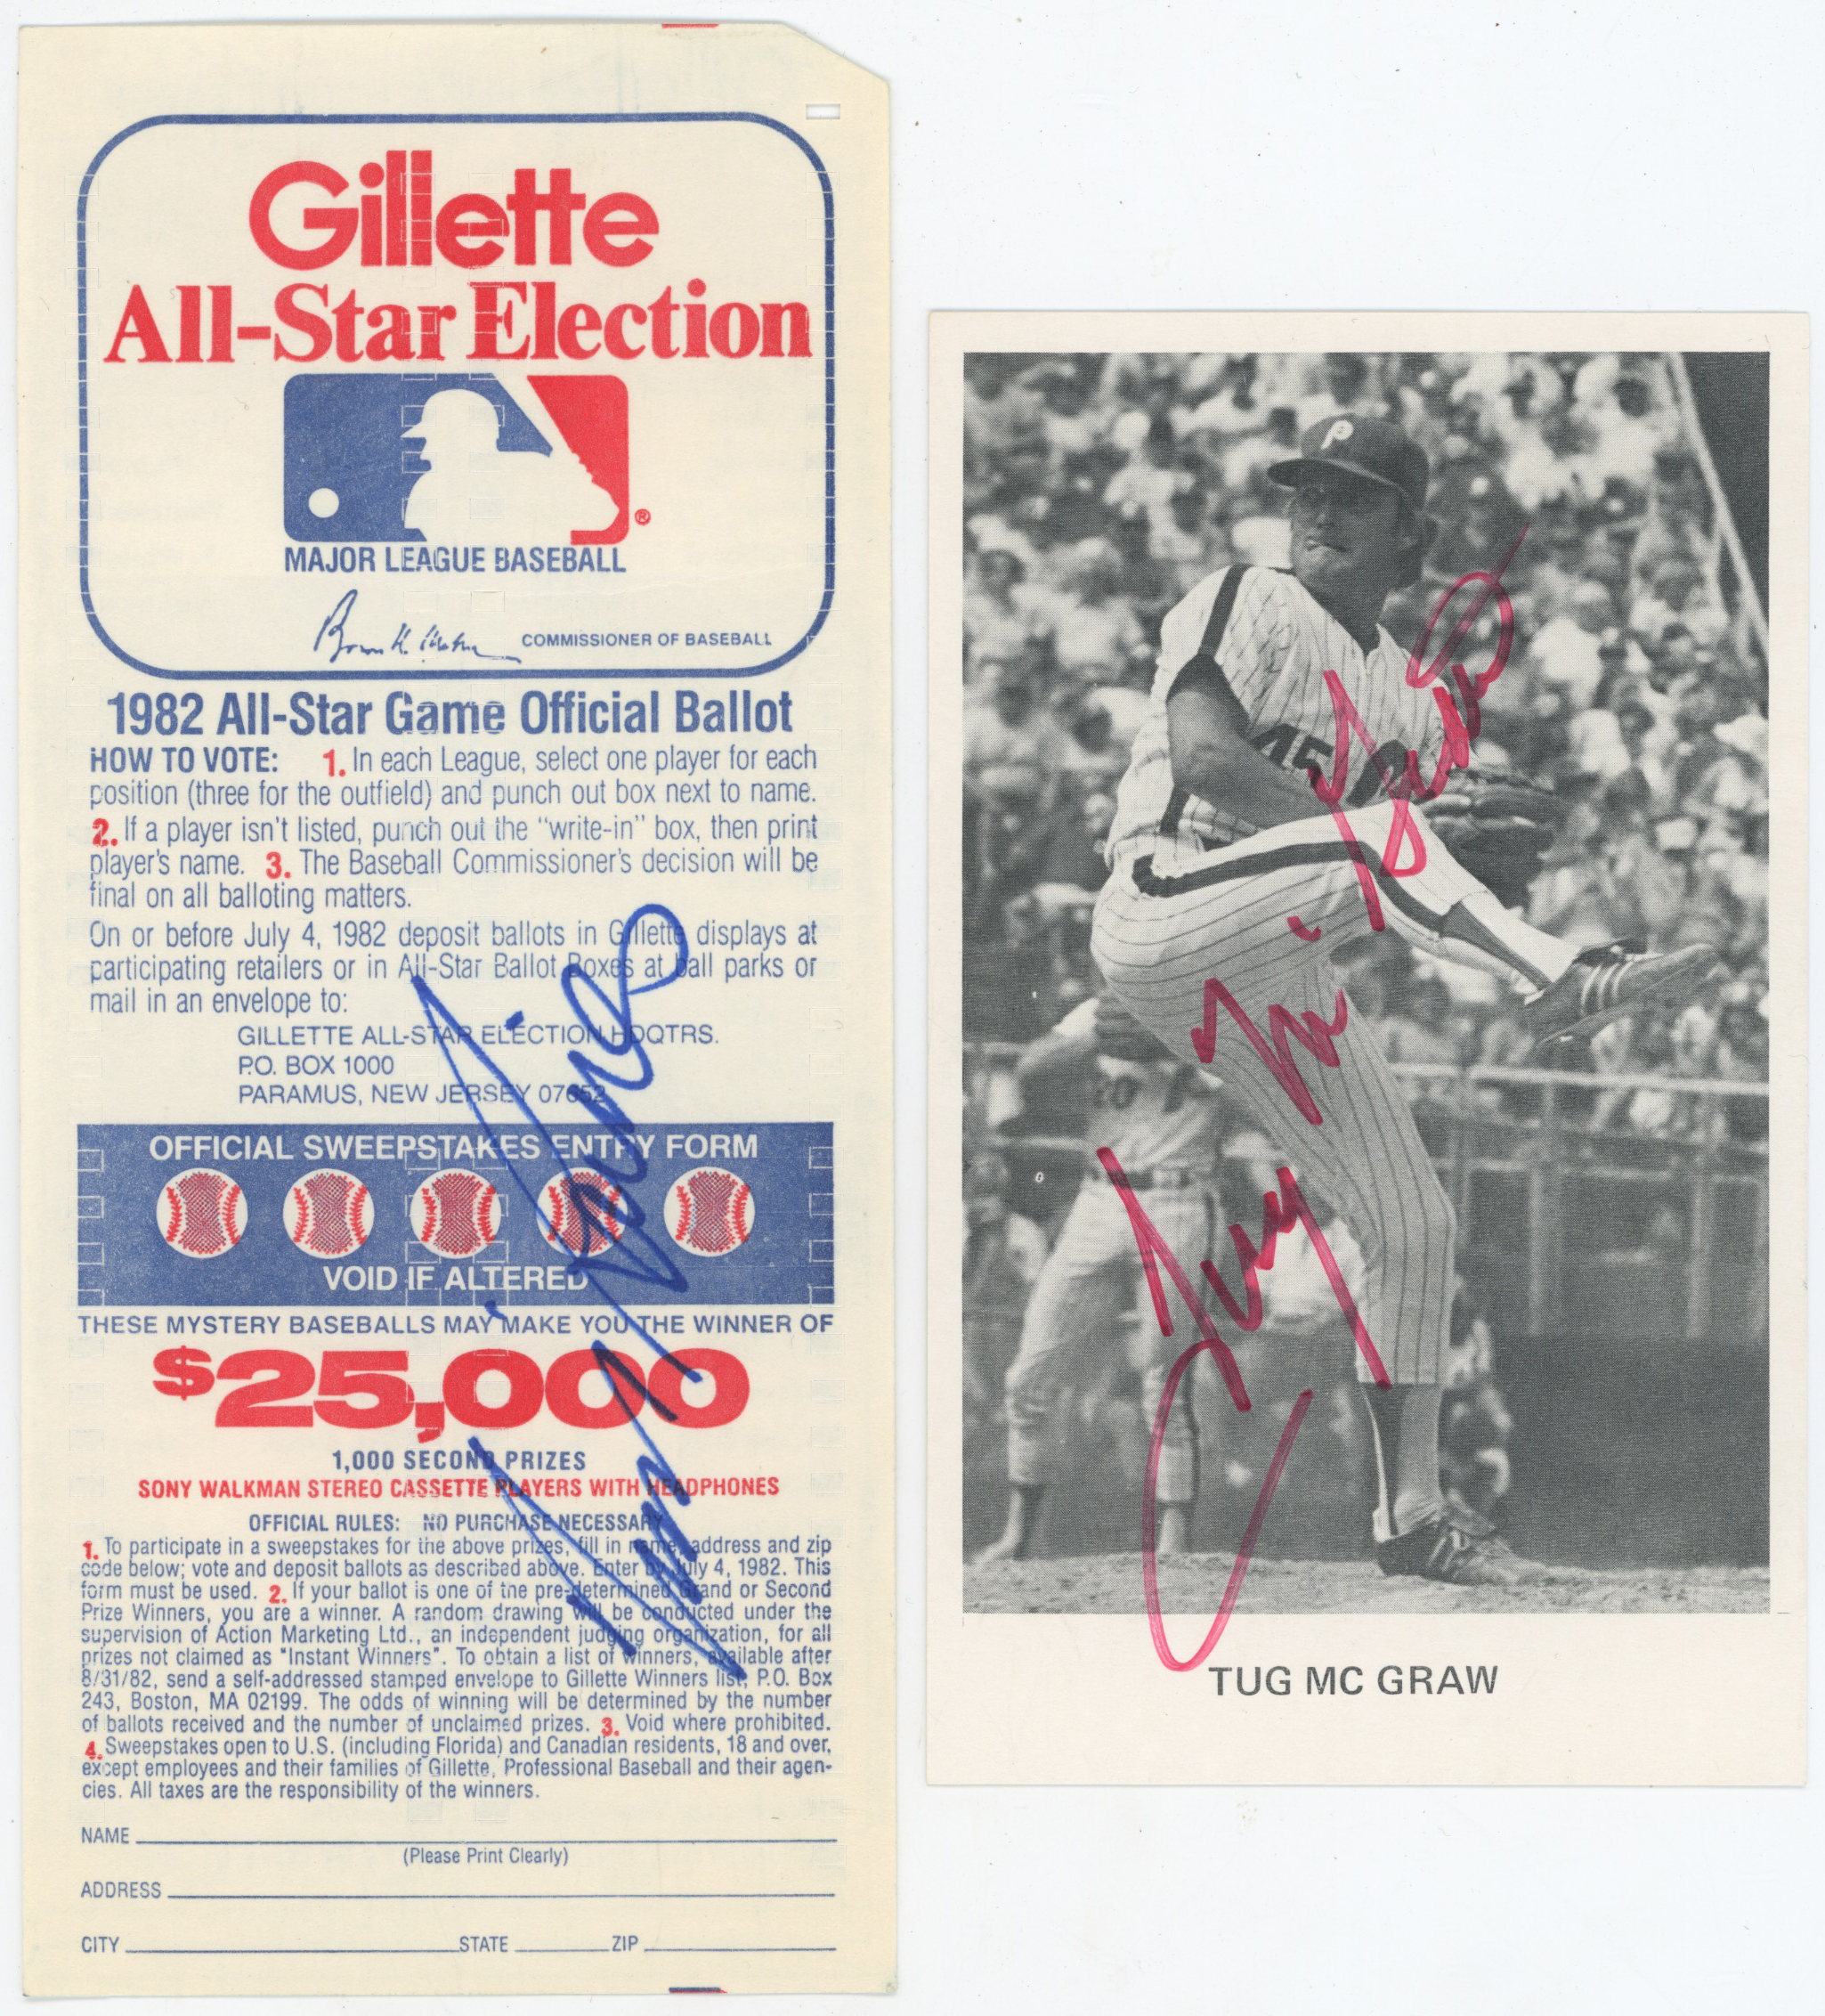 Gillette
All-Star Election
®
MAJOR LEAGUE BASEBALL
COMMISSIONER OF BASEBALL
1982 All-Star Game Official Ballot
HOW TO VOTE: 1. In each League, select one player for each
position (three for the outfield) and punch out box next to name.
2. If a player isn't listed, punch out the "write-in" box, then print
player's name. 3. The Baseball Commissioner's decision will be
final on all balloting matters.
On or before July 4, 1982 deposit ballots in Gillette displays at
participating retailers or in All-Star Ballot Boxes at ball parks or
mail in an envelope to:
GILLETTE ALL-STAR ELECTION HDQTRS.
P.O. BOX 1000
PARAMUS, NEW JERSEY 07652
OFFICIAL SWEEPSTAKES ENTRY FORM
VOID IF ALTERED
THESE MYSTERY BASEBALLS MAY MAKE YOU THE WINNER OF
$25,000
1,000 SECOND PRIZES
SONY WALKMAN STEREO CASSETTE PLAYERS WITH HEADPHONES
OFFICIAL RULES: NO PURCHASE NECESSARY
1. To participate in a sweepstakes for the above prizes, fill in name, address and zip
code below; vote and deposit ballots as described above. Enter by July 4, 1982. This
form must be used. 2. If your ballot is one of the pre-determined Grand or Second
Prize Winners, you are a winner. A random drawing will be conducted under the
supervision of Action Marketing Ltd., an independent judging organization, for all
prizes not claimed as "Instant Winners". To obtain a list of winners, available after
8/31/82, send a self-addressed stamped envelope to Gillette Winners list, P.O. Box
243, Boston, MA 02199. The odds of winning will be determined by the number
of ballots received and the number of unclaimed prizes. 3. Void where prohibited.
4. Sweepstakes open to U.S. (including Florida) and Canadian residents, 18 and over,
except employees and their families of Gillette, Professional Baseball and their agen-
cies. All taxes are the responsibility of the winners.
NAME
(Please Print Clearly)
ADDRESS
CITY STATE ZIP
P
45
20
TUG MC GRAW